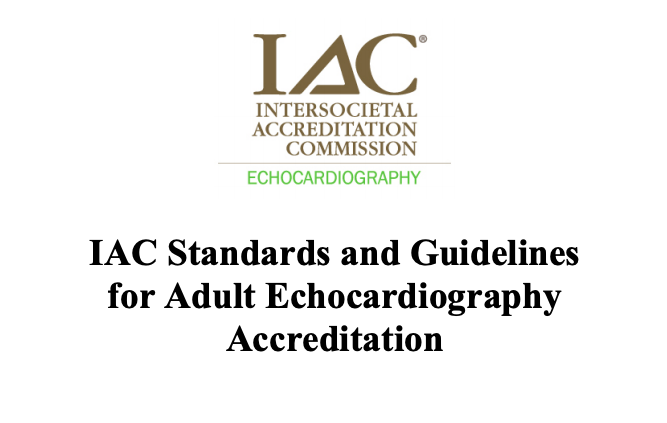 IAC®
INTERSOCIETAL
ACCREDITATION
COMMISSION
ECHOCARDIOGRAPHY
IAC Standards and Guidelines
for Adult Echocardiography
Accreditation